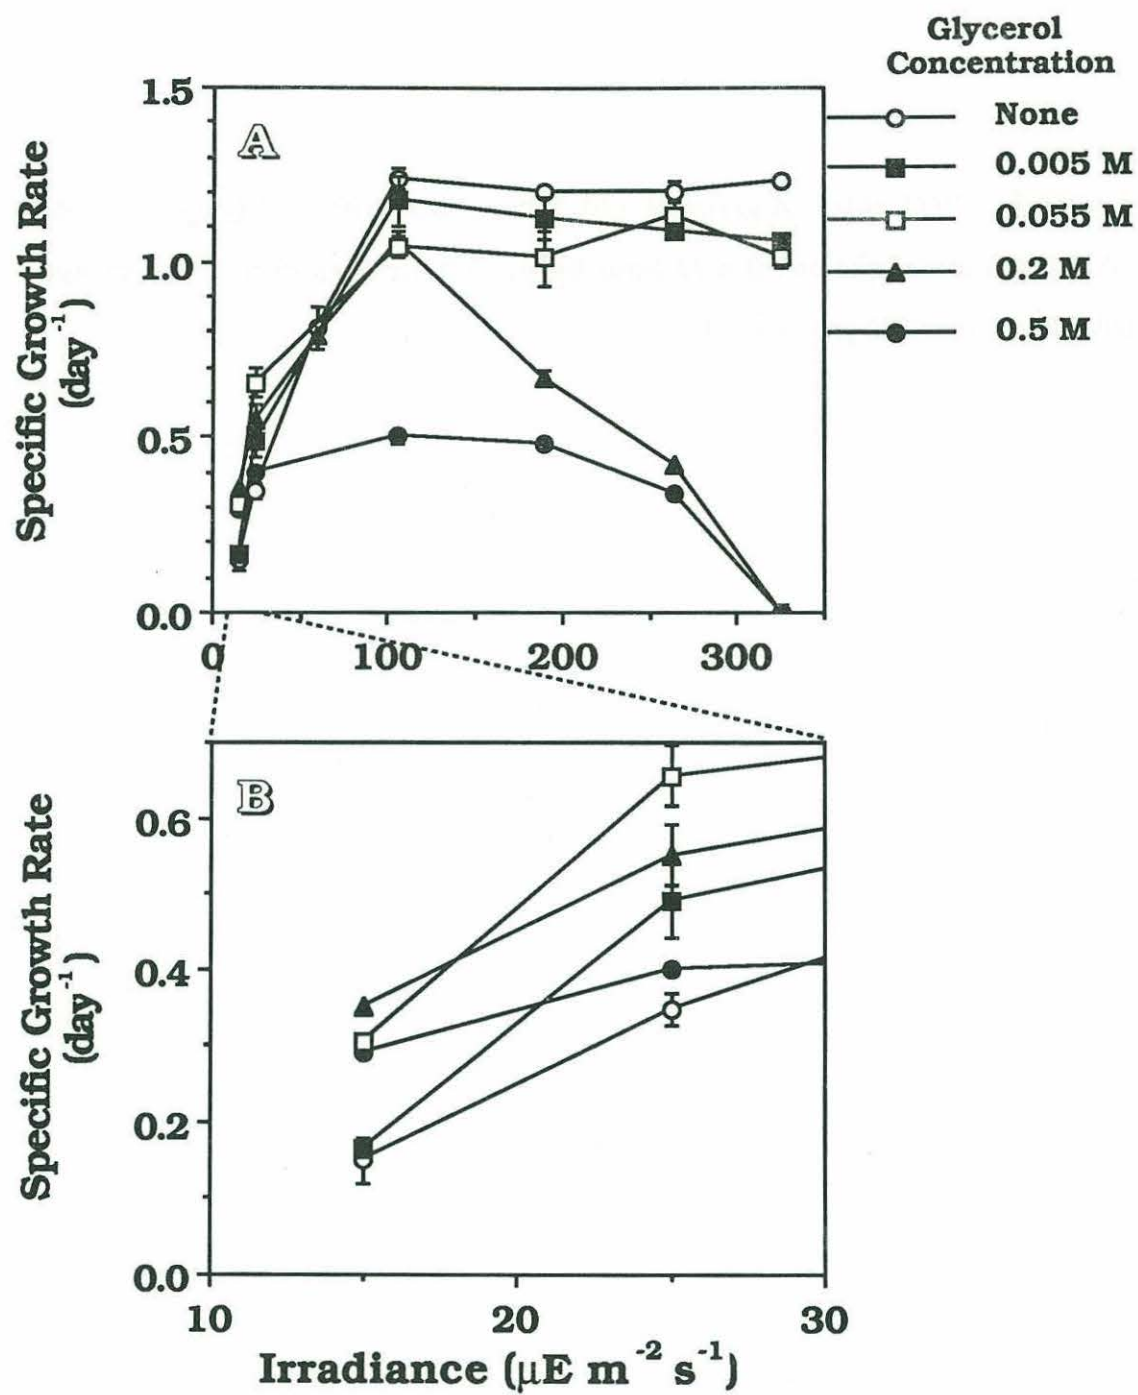 Glycerol
Concentration
None
0.005 M
0.055 M
0.2 M
0.5 M
A
Specific Growth Rate
(day⁻¹)
1.5
1.0
0.5
0.0
0 100 200 300
B
Specific Growth Rate
(day⁻¹)
0.6
0.4
0.2
0.0
10 20 30
Irradiance (μE m⁻² s⁻¹)